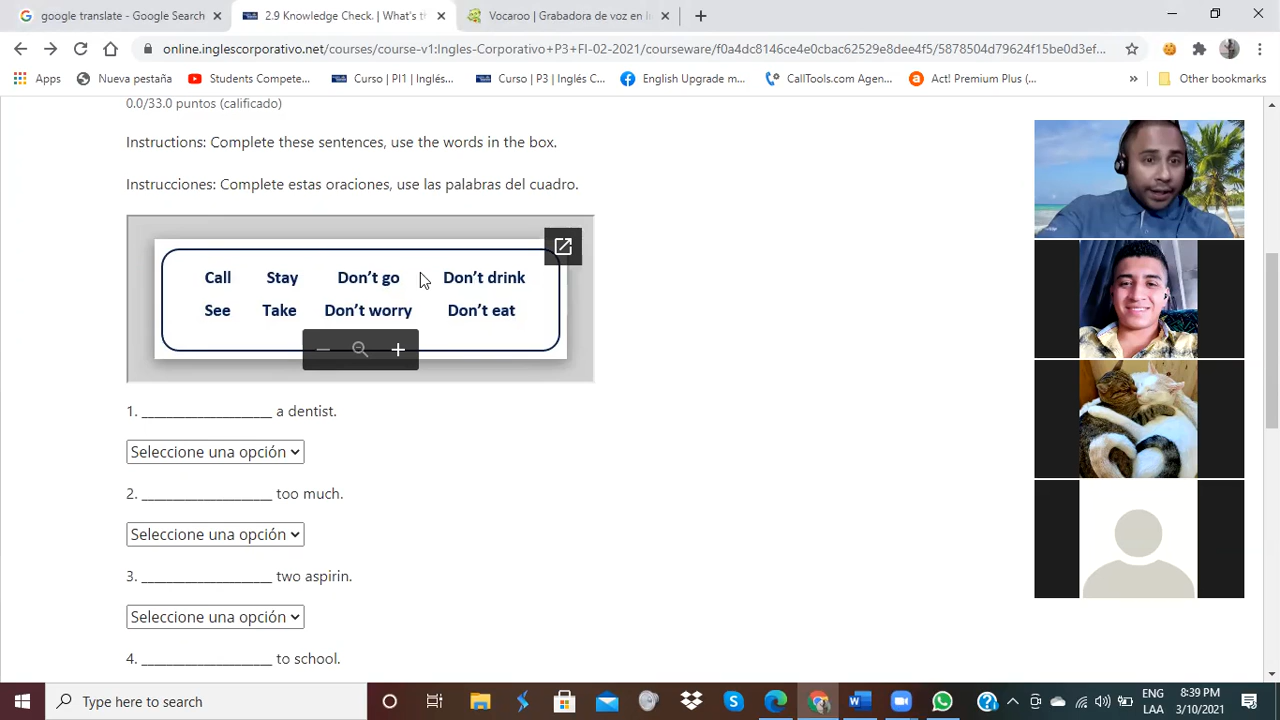 google translate - Google Search
2.9 Knowledge Check. | What's t
Vocaroo | Grabadora de voz en In
online.inglescorporativo.net/courses/course-v1:Ingles-Corporativo+P3+FI-02-2021/courseware/f0a4dc8146ce4e0cbac62529e8dee4f5/5878504d79624f15be0d3ef...
Apps
Nueva pestaña
Students Compete...
Curso | PI1 | Inglés...
Curso | P3 | Inglés C...
English Upgrade m...
CallTools.com Agen...
Act! Premium Plus (...
Other bookmarks
0.0/33.0 puntos (calificado)
Instructions: Complete these sentences, use the words in the box.
Instrucciones: Complete estas oraciones, use las palabras del cuadro.
Call Stay Don't go Don't drink
See Take Don't worry Don't eat
1. ___________________ a dentist.
Seleccione una opción
2. ___________________ too much.
Seleccione una opción
3. ___________________ two aspirin.
Seleccione una opción
4. ___________________ to school.
Type here to search
ENG
LAA
8:39 PM
3/10/2021